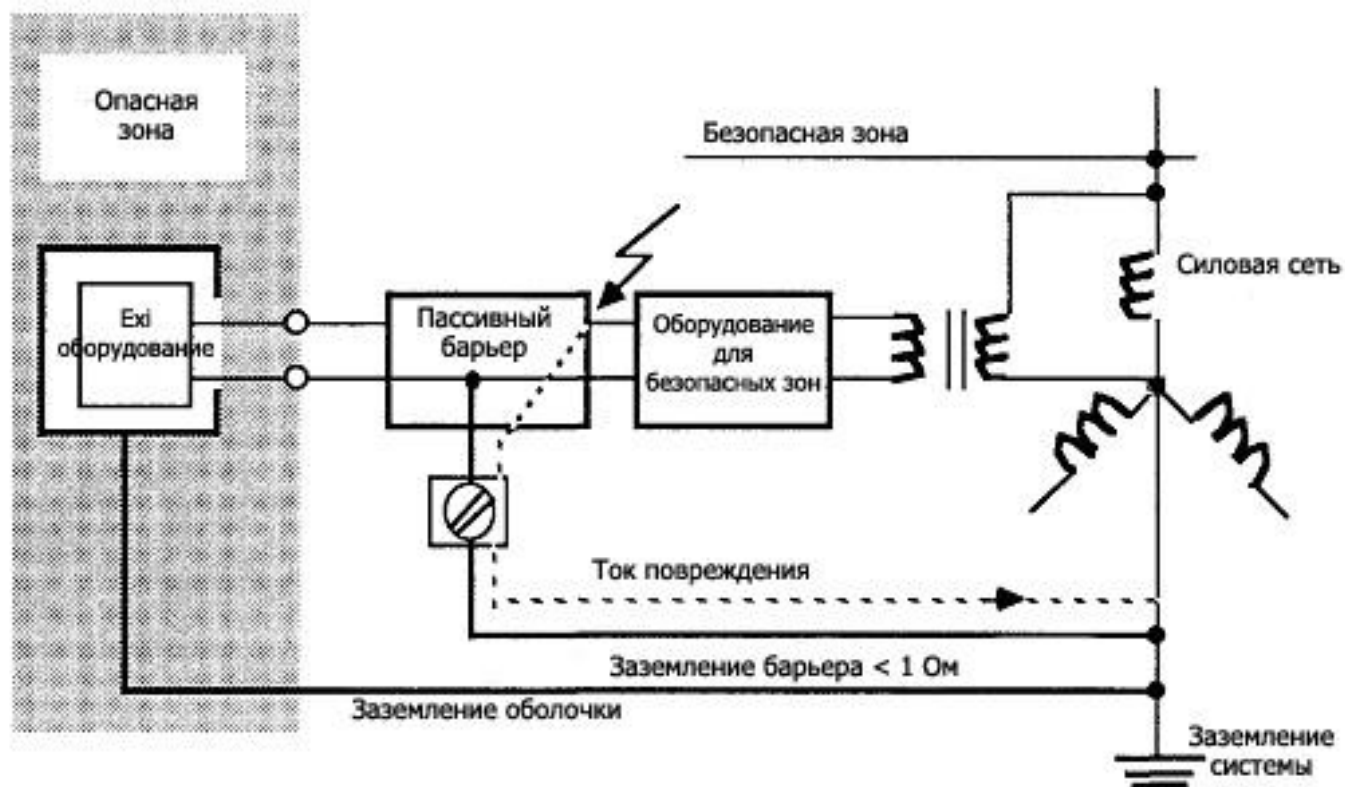 Опасная
зона
Безопасная зона
Силовая сеть
Exi
оборудование
Пассивный
барьер
Оборудование
для
безопасных зон
Ток повреждения
Заземление барьера < 1 Ом
Заземление оболочки
Заземление
системы